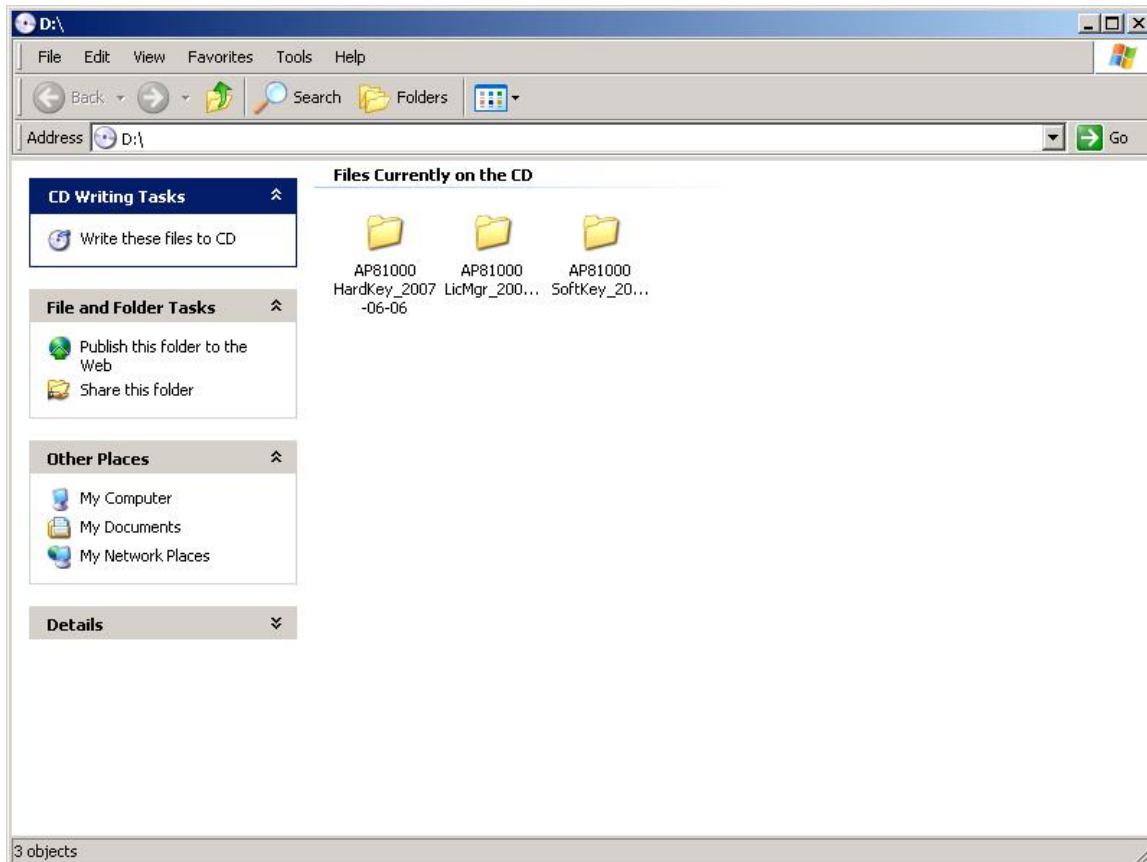 D:\
File Edit View Favorites Tools Help
Back Search Folders
Address D:\ Go
CD Writing Tasks
Write these files to CD
File and Folder Tasks
Publish this folder to the
Web
Share this folder
Other Places
My Computer
My Documents
My Network Places
Details
Files Currently on the CD
AP81000
HardKey_2007
-06-06
AP81000
LicMgr_200...
AP81000
SoftKey_20...
3 objects